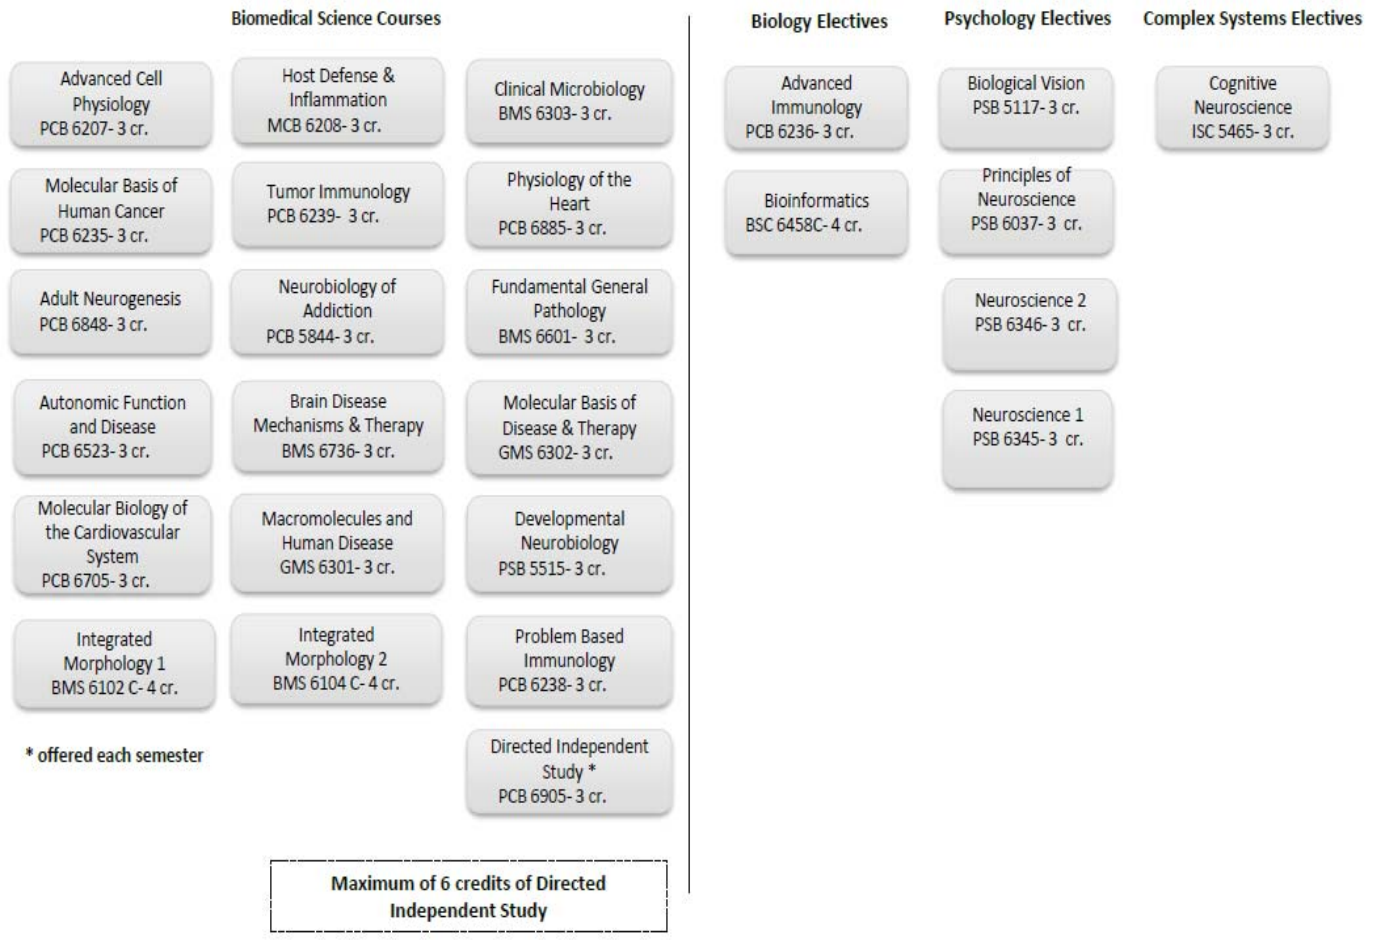 Biomedical Science Courses
Advanced Cell
Physiology
PCB 6207- 3 cr.
Host Defense &
Inflammation
MCB 6208- 3 cr.
Clinical Microbiology
BMS 6303- 3 cr.
Molecular Basis of
Human Cancer
PCB 6235- 3 cr.
Tumor Immunology
PCB 6239- 3 cr.
Physiology of the
Heart
PCB 6885- 3 cr.
Adult Neurogenesis
PCB 6848- 3 cr.
Neurobiology of
Addiction
PCB 5844- 3 cr.
Fundamental General
Pathology
BMS 6601- 3 cr.
Autonomic Function
and Disease
PCB 6523- 3 cr.
Brain Disease
Mechanisms & Therapy
BMS 6736- 3 cr.
Molecular Basis of
Disease & Therapy
GMS 6302- 3 cr.
Molecular Biology of
the Cardiovascular
System
PCB 6705- 3 cr.
Macromolecules and
Human Disease
GMS 6301- 3 cr.
Developmental
Neurobiology
PSB 5515- 3 cr.
Integrated
Morphology 1
BMS 6102 C- 4 cr.
Integrated
Morphology 2
BMS 6104 C- 4 cr.
Problem Based
Immunology
PCB 6238- 3 cr.
* offered each semester
Directed Independent
Study *
PCB 6905- 3 cr.
Maximum of 6 credits of Directed
Independent Study
Biology Electives
Advanced
Immunology
PCB 6236- 3 cr.
Bioinformatics
BSC 6458C- 4 cr.
Psychology Electives
Biological Vision
PSB 5117- 3 cr.
Principles of
Neuroscience
PSB 6037- 3 cr.
Neuroscience 2
PSB 6346- 3 cr.
Neuroscience 1
PSB 6345- 3 cr.
Complex Systems Electives
Cognitive
Neuroscience
ISC 5465- 3 cr.